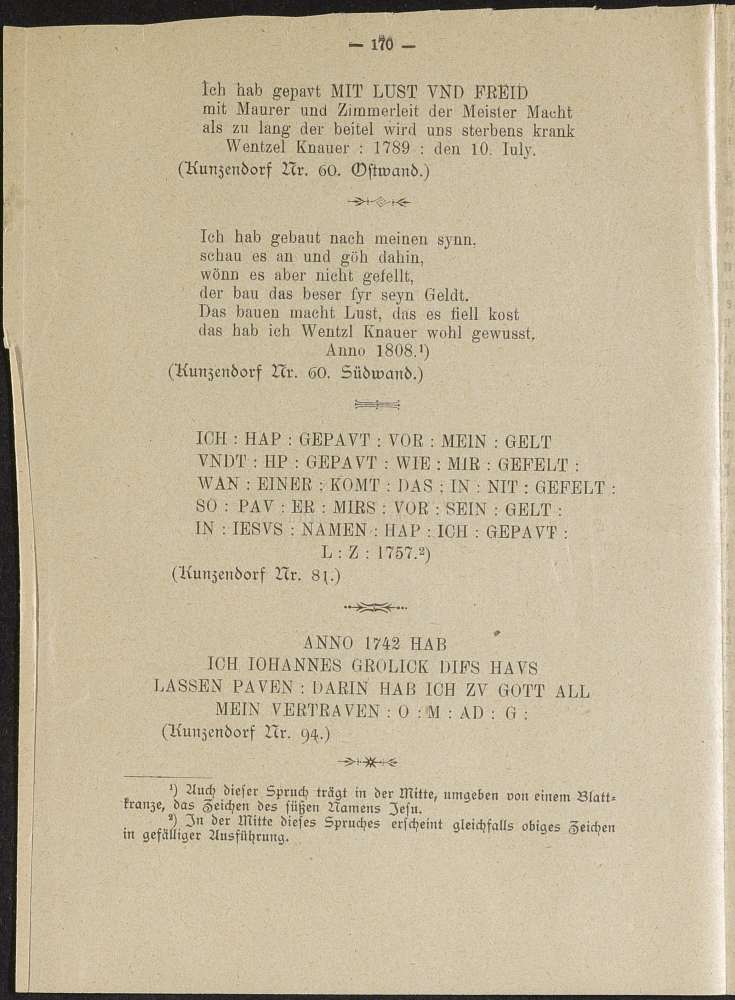 — 170 —
Ich hab gepavt MIT LUST VND FREID
mit Maurer und Zimmerleit der Meister Macht
als zu lang der beitel wird uns sterbens krank
Wentzel Knauer : 1789 : den 10. Iuly.
(Kunzendorf Nr. 60. Ostwand.)
Ich hab gebaut nach meinen synn,
schau es an und göh dahin,
wönn es aber nicht gefellt,
der bau das beser fyr seyn Geldt.
Das bauen macht Lust, das es fiell kost
das hab ich Wentzl Knauer wohl gewusst,
Anno 1808.¹)
(Kunzendorf Nr. 60. Südwand.)
ICH : HAP : GEPAVT : VOR : MEIN : GELT
VNDT : HP : GEPAVT : WIE : MIR : GEFELT :
WAN : EINER : KOMT : DAS : IN : NIT : GEFELT :
SO : PAV : ER : MIRS : VOR : SEIN : GELT :
IN : IESVS : NAMEN : HAP : ICH : GEPAVT :
L : Z : 1757.²)
(Kunzendorf Nr. 81.)
ANNO 1742 HAB
ICH IOHANNES GROLICK DIFS HAVS
LASSEN PAVEN : DARIN HAB ICH ZV GOTT ALL
MEIN VERTRAVEN : O : M : AD : G :
(Kunzendorf Nr. 94.)
¹) Auch dieser Spruch trägt in der Mitte, umgeben von einem Blatt-
kranze, das Zeichen des süßen Namens Jesu.
²) In der Mitte dieses Spruches erscheint gleichfalls obiges Zeichen
in gefälliger Ausführung.